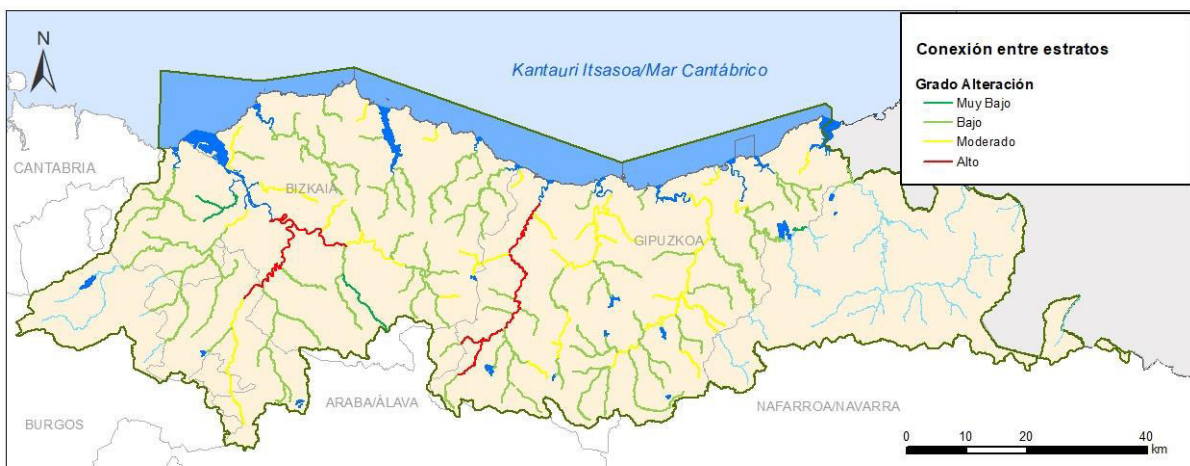 N
Kantauri Itsasoa/Mar Cantábrico
Conexión entre estratos
Grado Alteración
Muy Bajo
Bajo
Moderado
Alto
CANTABRIA
BIZKAIA
GIPUZKOA
BURGOS
ARABA/ÀLAVA
NAFARROA/NAVARRA
0 10 20 40
km